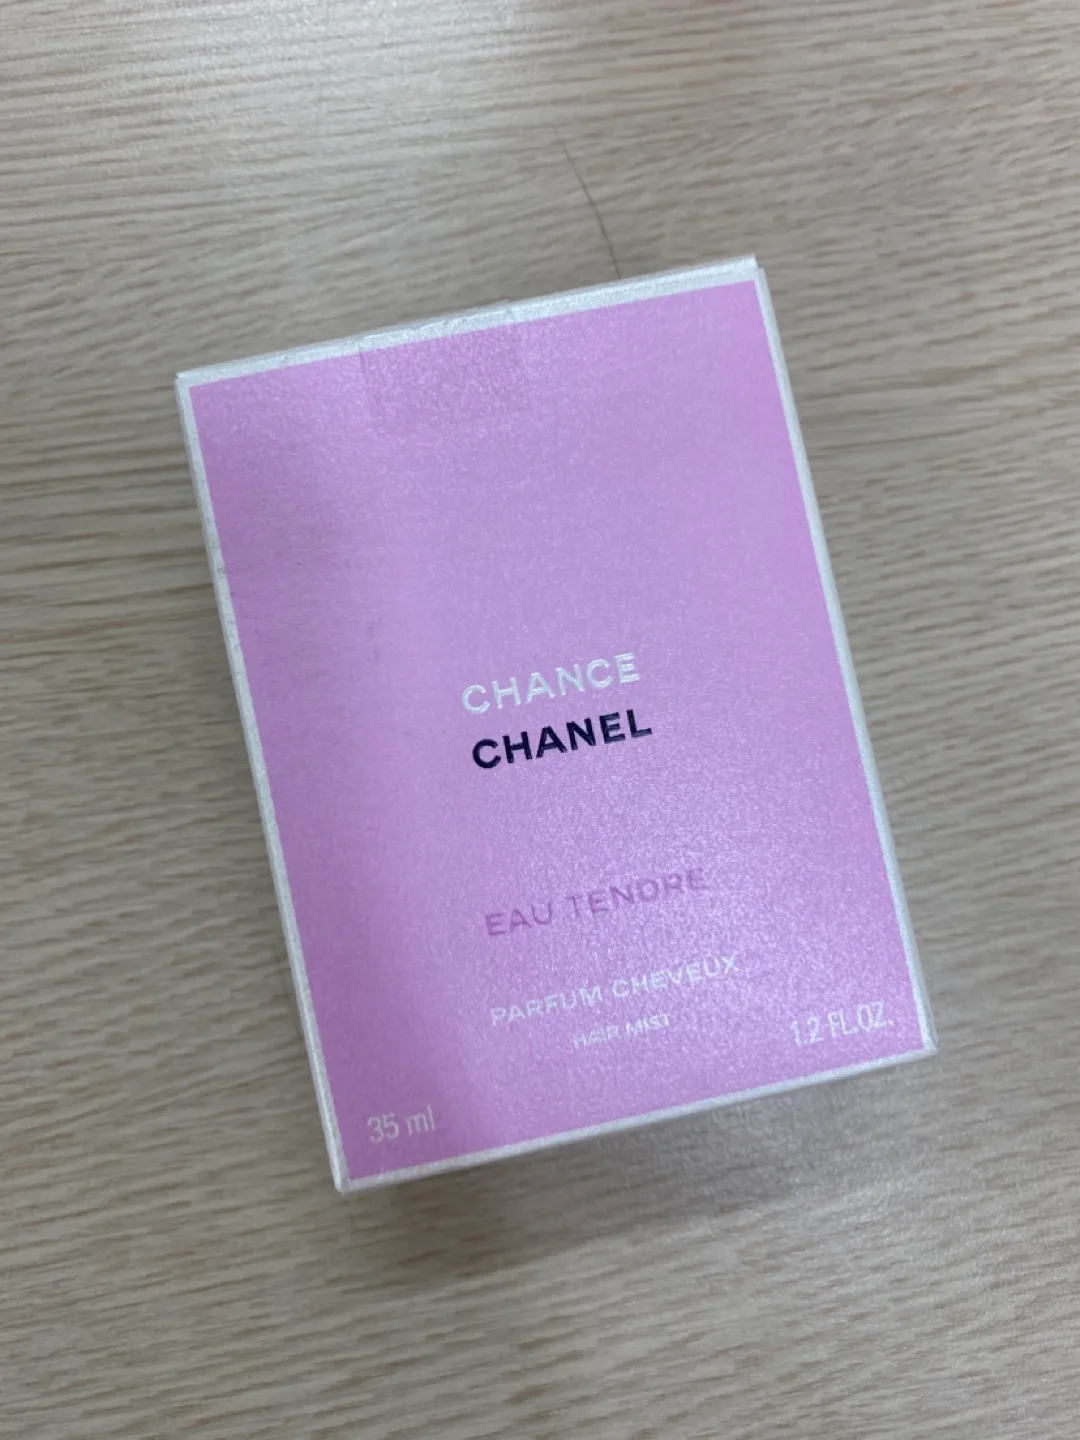 CHANCE
CHANEL
EAU TENDRE
PARFUM CHEVEUX
HAIR MIST
1.2 FL.OZ.
35 ml